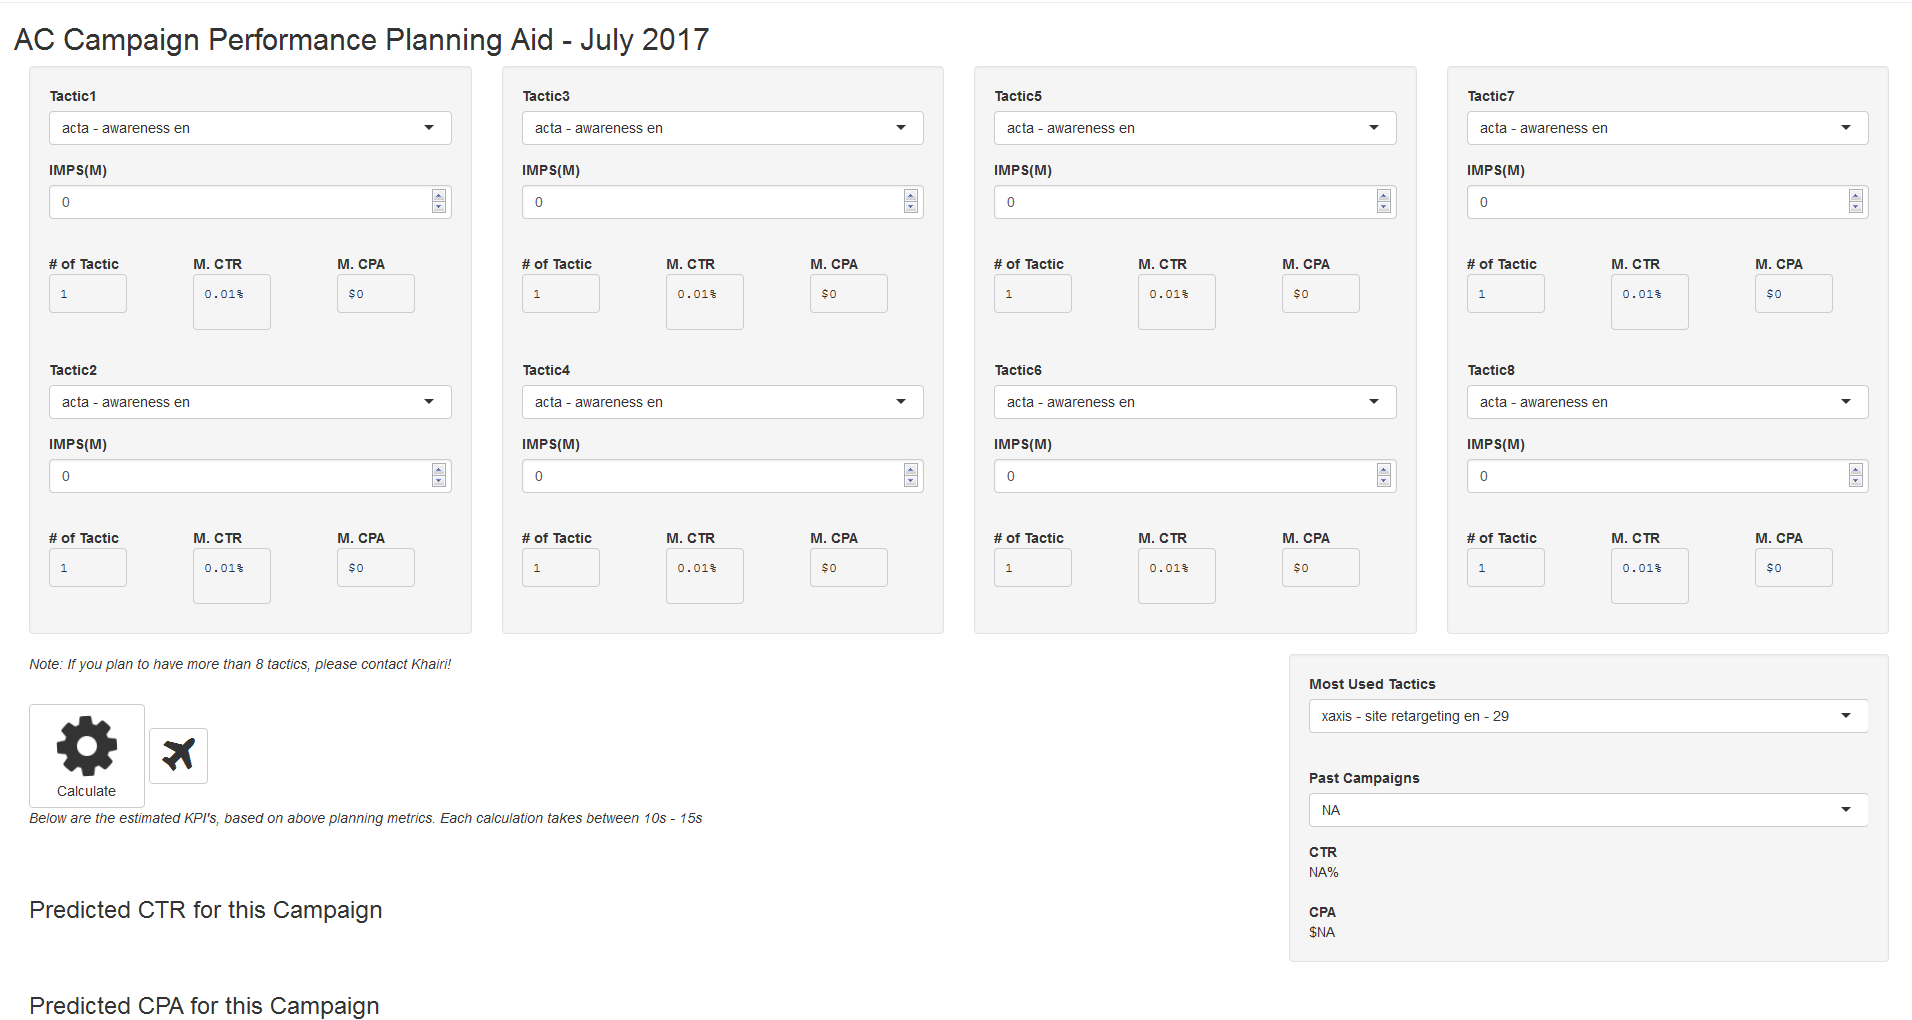 AC Campaign Performance Planning Aid - July 2017
Tactic1
acta - awareness en
IMPS(M)
0
# of Tactic M. CTR M. CPA
1 0.01% $0
Tactic2
acta - awareness en
IMPS(M)
0
# of Tactic M. CTR M. CPA
1 0.01% $0
Tactic3
acta - awareness en
IMPS(M)
0
# of Tactic M. CTR M. CPA
1 0.01% $0
Tactic4
acta - awareness en
IMPS(M)
0
# of Tactic M. CTR M. CPA
1 0.01% $0
Tactic5
acta - awareness en
IMPS(M)
0
# of Tactic M. CTR M. CPA
1 0.01% $0
Tactic6
acta - awareness en
IMPS(M)
0
# of Tactic M. CTR M. CPA
1 0.01% $0
Tactic7
acta - awareness en
IMPS(M)
0
# of Tactic M. CTR M. CPA
1 0.01% $0
Tactic8
acta - awareness en
IMPS(M)
0
# of Tactic M. CTR M. CPA
1 0.01% $0
Note: If you plan to have more than 8 tactics, please contact Khairi!
Calculate
Below are the estimated KPI's, based on above planning metrics. Each calculation takes between 10s - 15s
Predicted CTR for this Campaign
Predicted CPA for this Campaign
Most Used Tactics
xaxis - site retargeting en - 29
Past Campaigns
NA
CTR
NA%
CPA
$NA